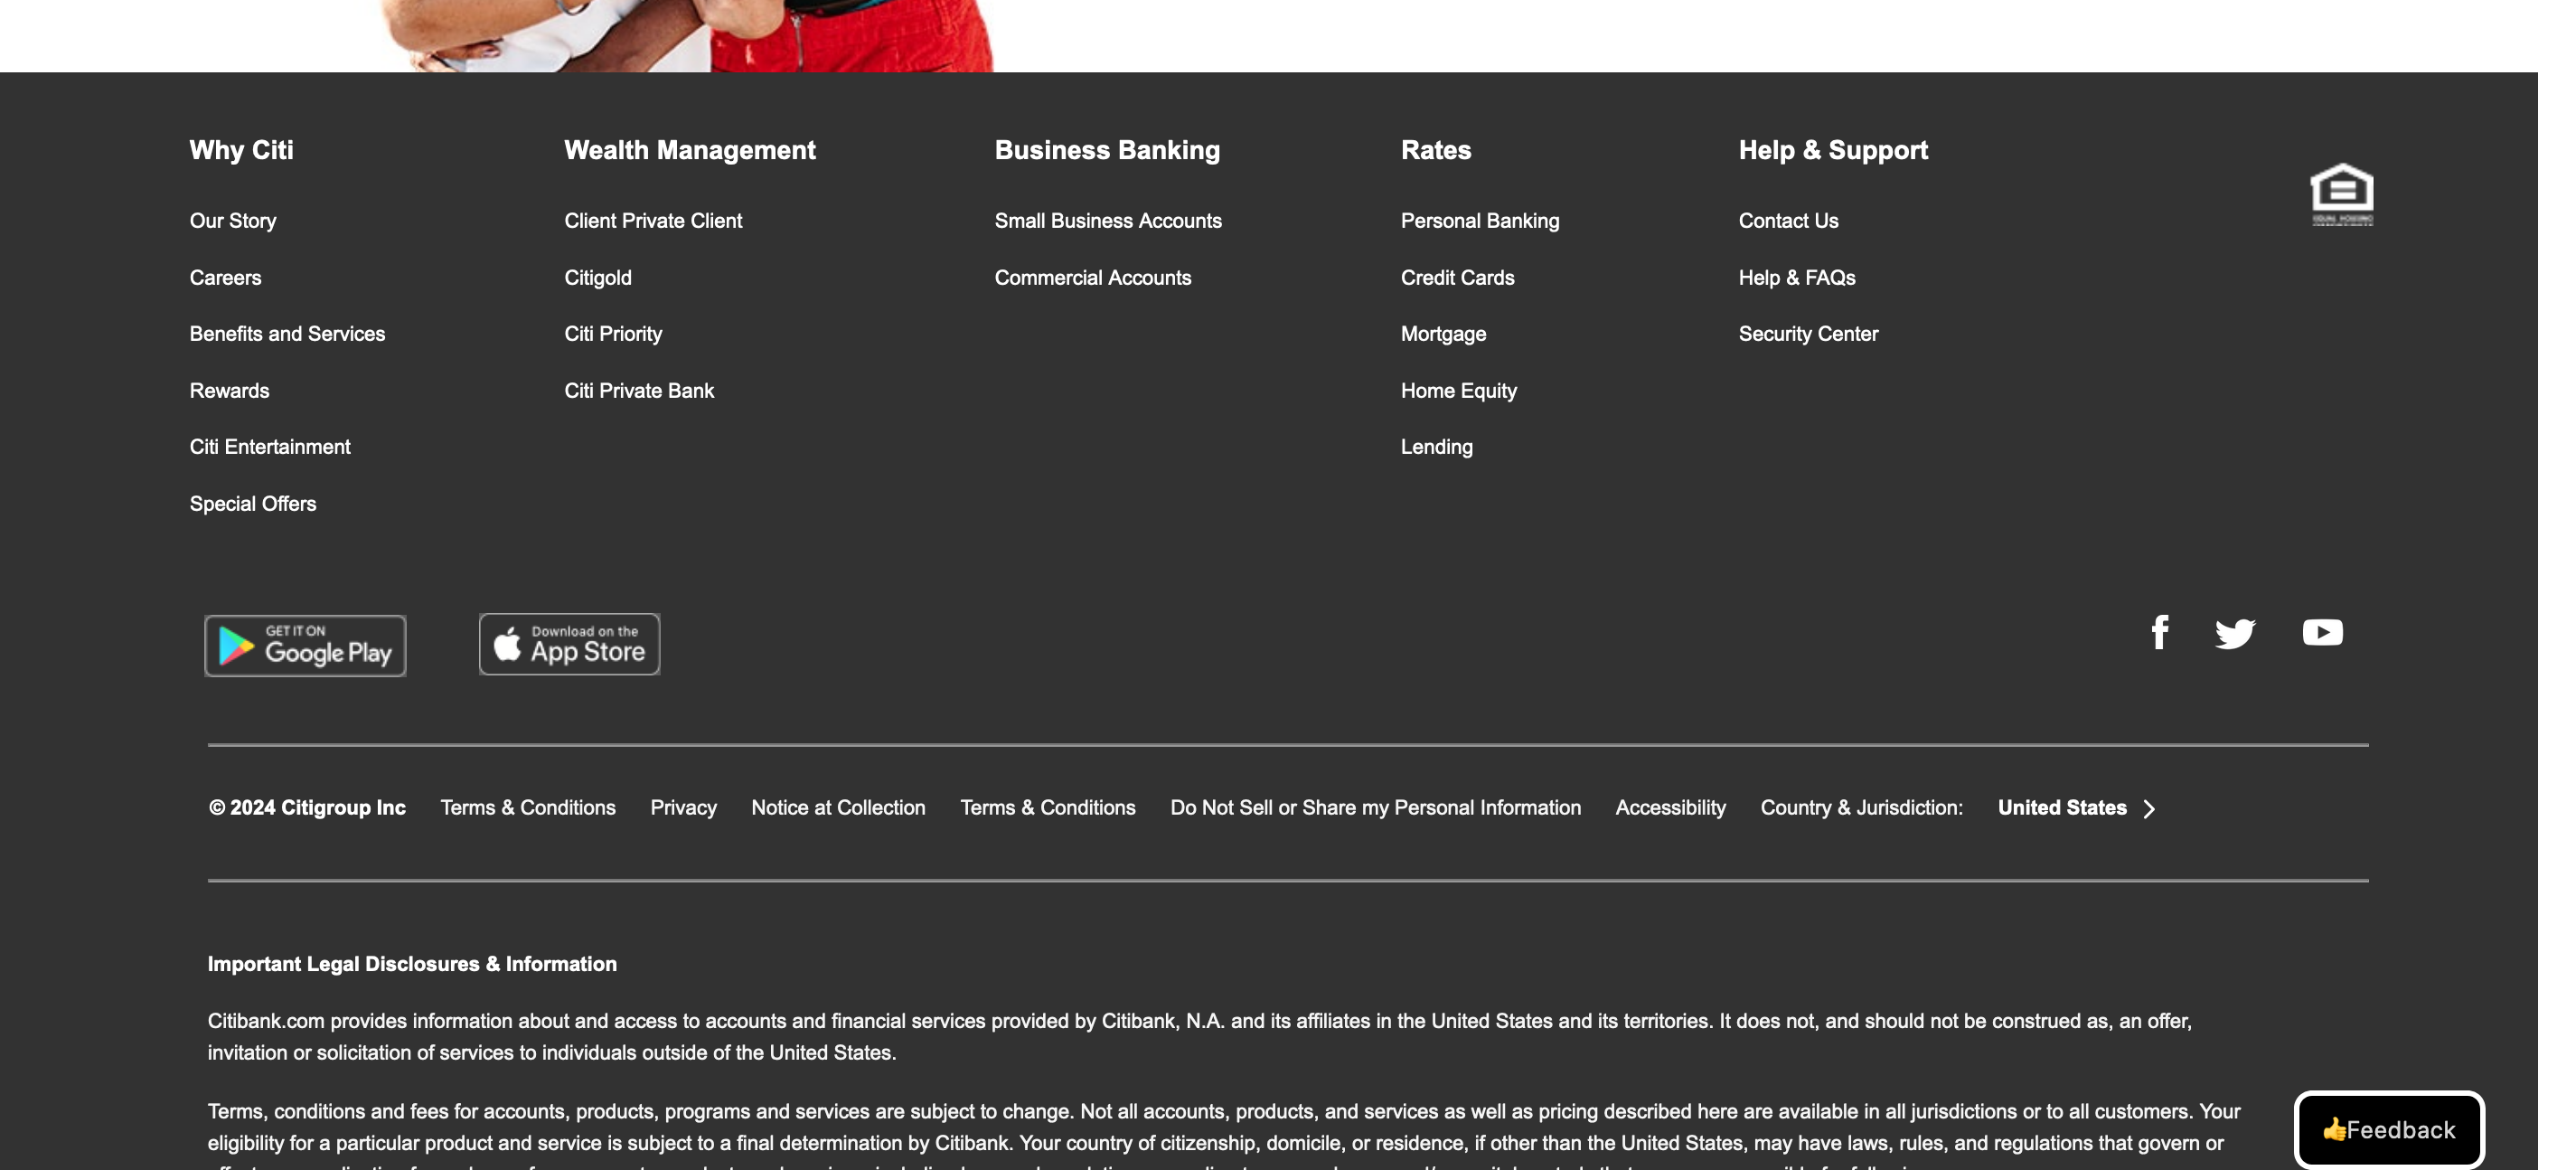 Why Citi
Our Story
Careers
Benefits and Services
Rewards
Citi Entertainment
Special Offers
Wealth Management
Client Private Client
Citigold
Citi Priority
Citi Private Bank
Business Banking
Small Business Accounts
Commercial Accounts
Rates
Personal Banking
Credit Cards
Mortgage
Home Equity
Lending
Help & Support
Contact Us
Help & FAQs
Security Center
GET IT ON
Google Play
Download on the
App Store
© 2024 Citigroup Inc Terms & Conditions Privacy Notice at Collection Terms & Conditions Do Not Sell or Share my Personal Information Accessibility Country & Jurisdiction: United States
Important Legal Disclosures & Information
Citibank.com provides information about and access to accounts and financial services provided by Citibank, N.A. and its affiliates in the United States and its territories. It does not, and should not be construed as, an offer,
invitation or solicitation of services to individuals outside of the United States.
Terms, conditions and fees for accounts, products, programs and services are subject to change. Not all accounts, products, and services as well as pricing described here are available in all jurisdictions or to all customers. Your
eligibility for a particular product and service is subject to a final determination by Citibank. Your country of citizenship, domicile, or residence, if other than the United States, may have laws, rules, and regulations that govern or
👍Feedback